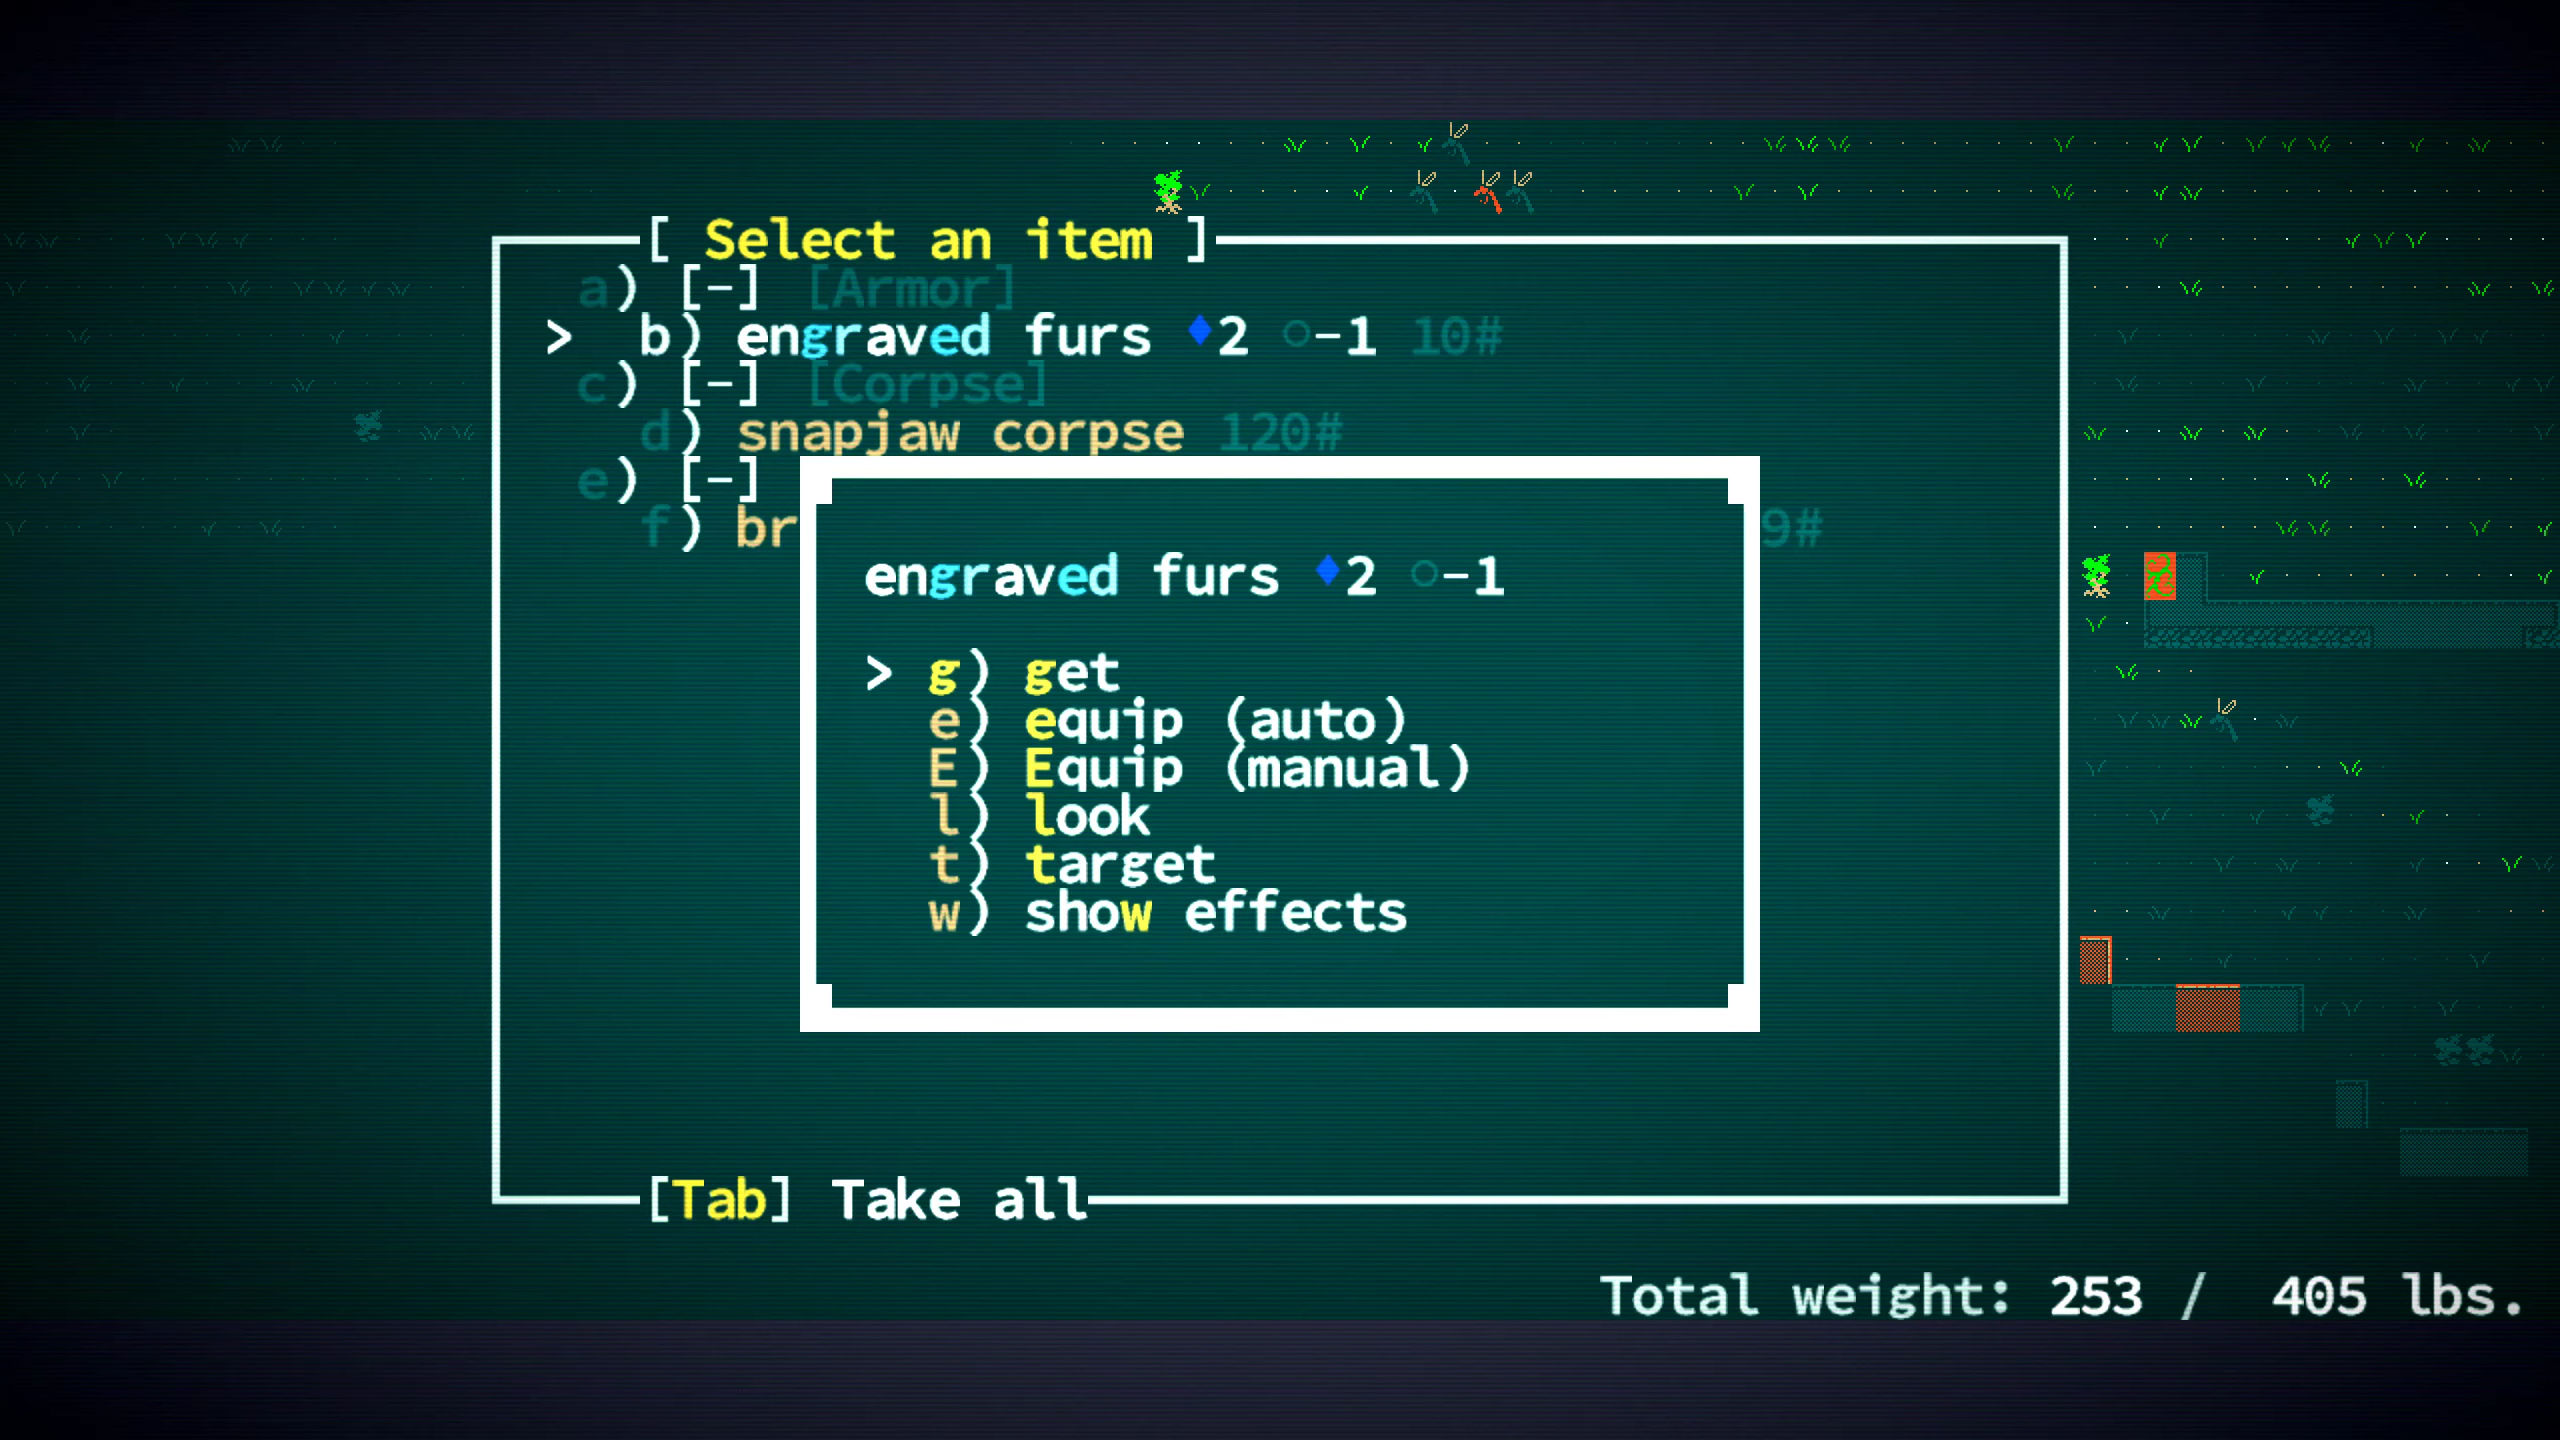 [ Select an item ]
a) [-] [Armor]
> b) engraved furs ♦2 ○-1 10#
c) [-] [Corpse]
d) snapjaw corpse 120#
e) [-]
f) br 9#
engraved furs ♦2 ○-1
> g) get
e) equip (auto)
E) Equip (manual)
l) look
t) target
w) show effects
[Tab] Take all
Total weight: 253 / 405 lbs.